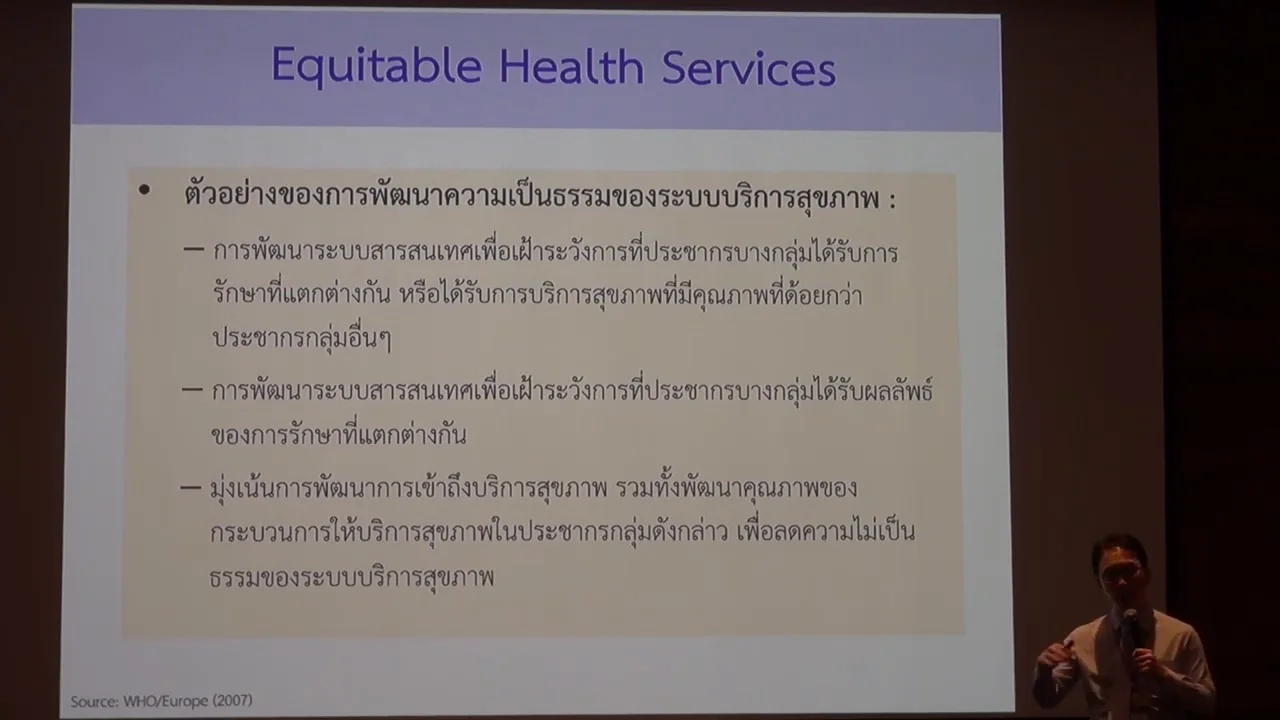 Equitable Health Services
• ตัวอย่างของการพัฒนาความเป็นธรรมของระบบบริการสุขภาพ :
– การพัฒนาระบบสารสนเทศเพื่อเฝ้าระวังการที่ประชากรบางกลุ่มได้รับการ
รักษาที่แตกต่างกัน หรือได้รับการบริการสุขภาพที่มีคุณภาพที่ด้อยกว่า
ประชากรกลุ่มอื่นๆ
– การพัฒนาระบบสารสนเทศเพื่อเฝ้าระวังการที่ประชากรบางกลุ่มได้รับผลลัพธ์
ของการรักษาที่แตกต่างกัน
– มุ่งเน้นการพัฒนาการเข้าถึงบริการสุขภาพ รวมทั้งพัฒนาคุณภาพของ
กระบวนการให้บริการสุขภาพในประชากรกลุ่มดังกล่าว เพื่อลดความไม่เป็น
ธรรมของระบบบริการสุขภาพ
Source: WHO/Europe (2007)